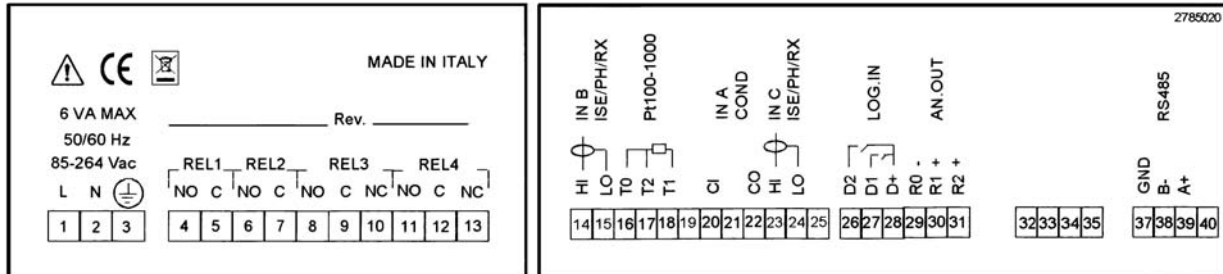 MADE IN ITALY
6 VA MAX
Rev.
50/60 Hz
85-264 Vac
REL1 REL2 REL3 REL4
L N NO C NO C NO C NC NO C NC
1 2 3 4 5 6 7 8 9 10 11 12 13
2785020
IN B
ISE/PH/RX
Pt100-1000
IN A
COND
IN C
ISE/PH/RX
LOG.IN
AN.OUT
RS485
HI LO T0 T2 T1 CI CO HI LO D2 D1 D+ R0 - R1 + R2 + GND B- A+
14 15 16 17 18 19 20 21 22 23 24 25 26 27 28 29 30 31 32 33 34 35 37 38 39 40